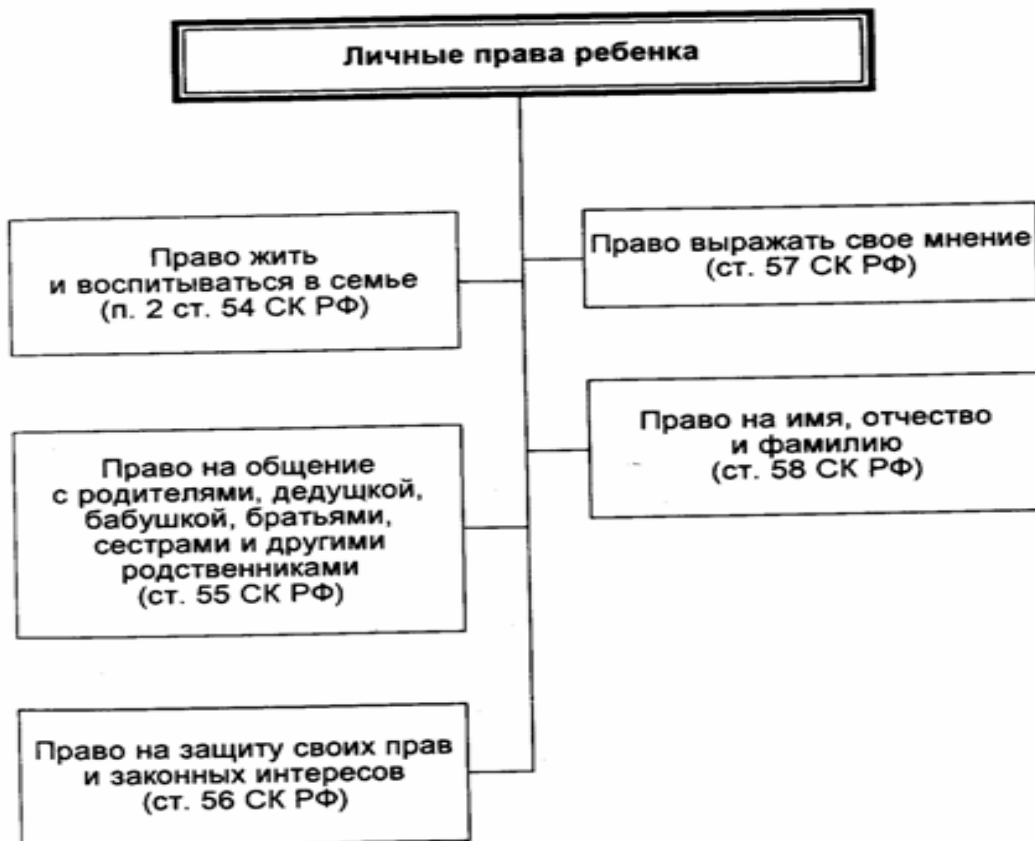 Личные права ребенка
Право жить
и воспитываться в семье
(п. 2 ст. 54 СК РФ)
Право на общение
с родителями, дедушкой,
бабушкой, братьями,
сестрами и другими
родственниками
(ст. 55 СК РФ)
Право на защиту своих прав
и законных интересов
(ст. 56 СК РФ)
Право выражать свое мнение
(ст. 57 СК РФ)
Право на имя, отчество
и фамилию
(ст. 58 СК РФ)